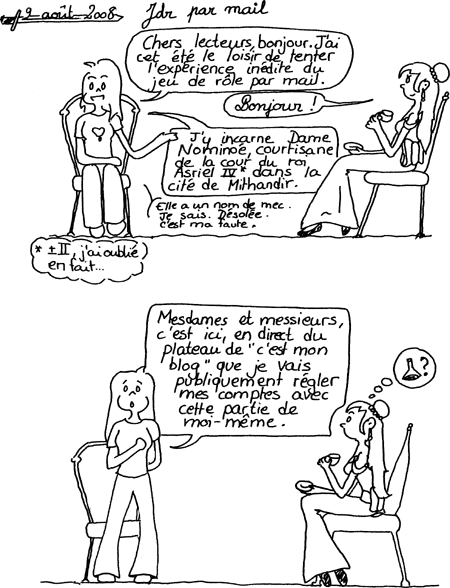 2 août 2008
Jdr par mail
Chers lecteurs, bonjour. J'ai
cet été le loisir de tenter
l'expérience inédite du
jeu de rôle par mail.
Bonjour !
J'y incarne Dame
Nominoë, courtisane
de la cour du roi
Asriel IV* dans la
cité de Mithandir.
Elle a un nom de mec.
Je sais. Désolée.
c'est ma faute.
* ± II, j'ai oublié
en fait...
Mesdames et messieurs,
c'est ici, en direct du
plateau de "c'est mon
blog" que je vais
publiquement régler
mes comptes avec
cette partie de
moi-même.
?